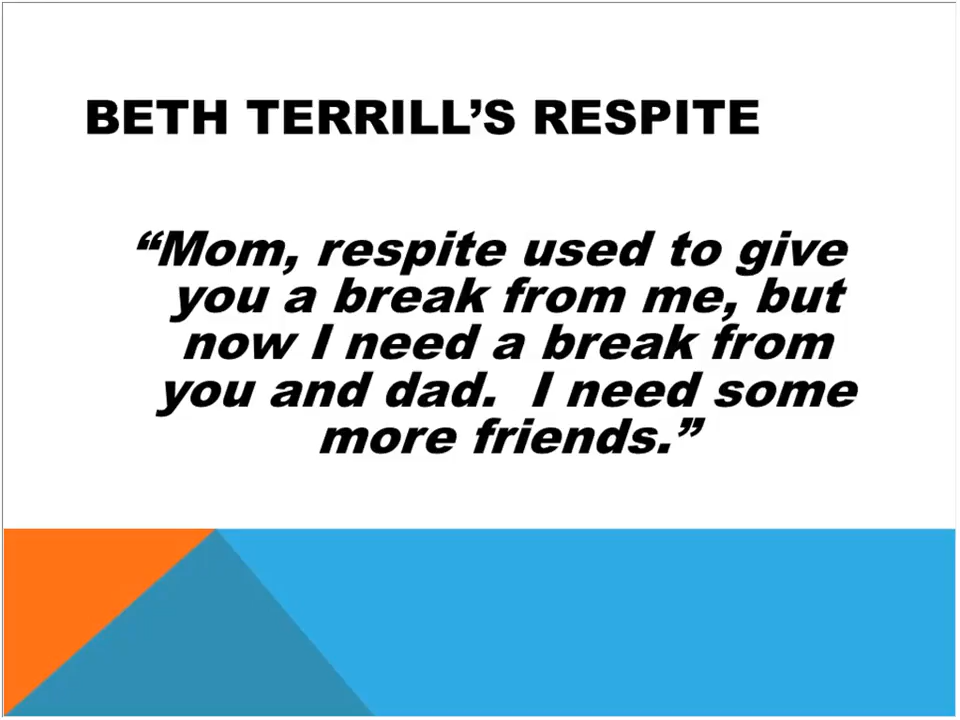 BETH TERRILL’S RESPITE
“Mom, respite used to give
you a break from me, but
now I need a break from
you and dad.  I need some
more friends.”